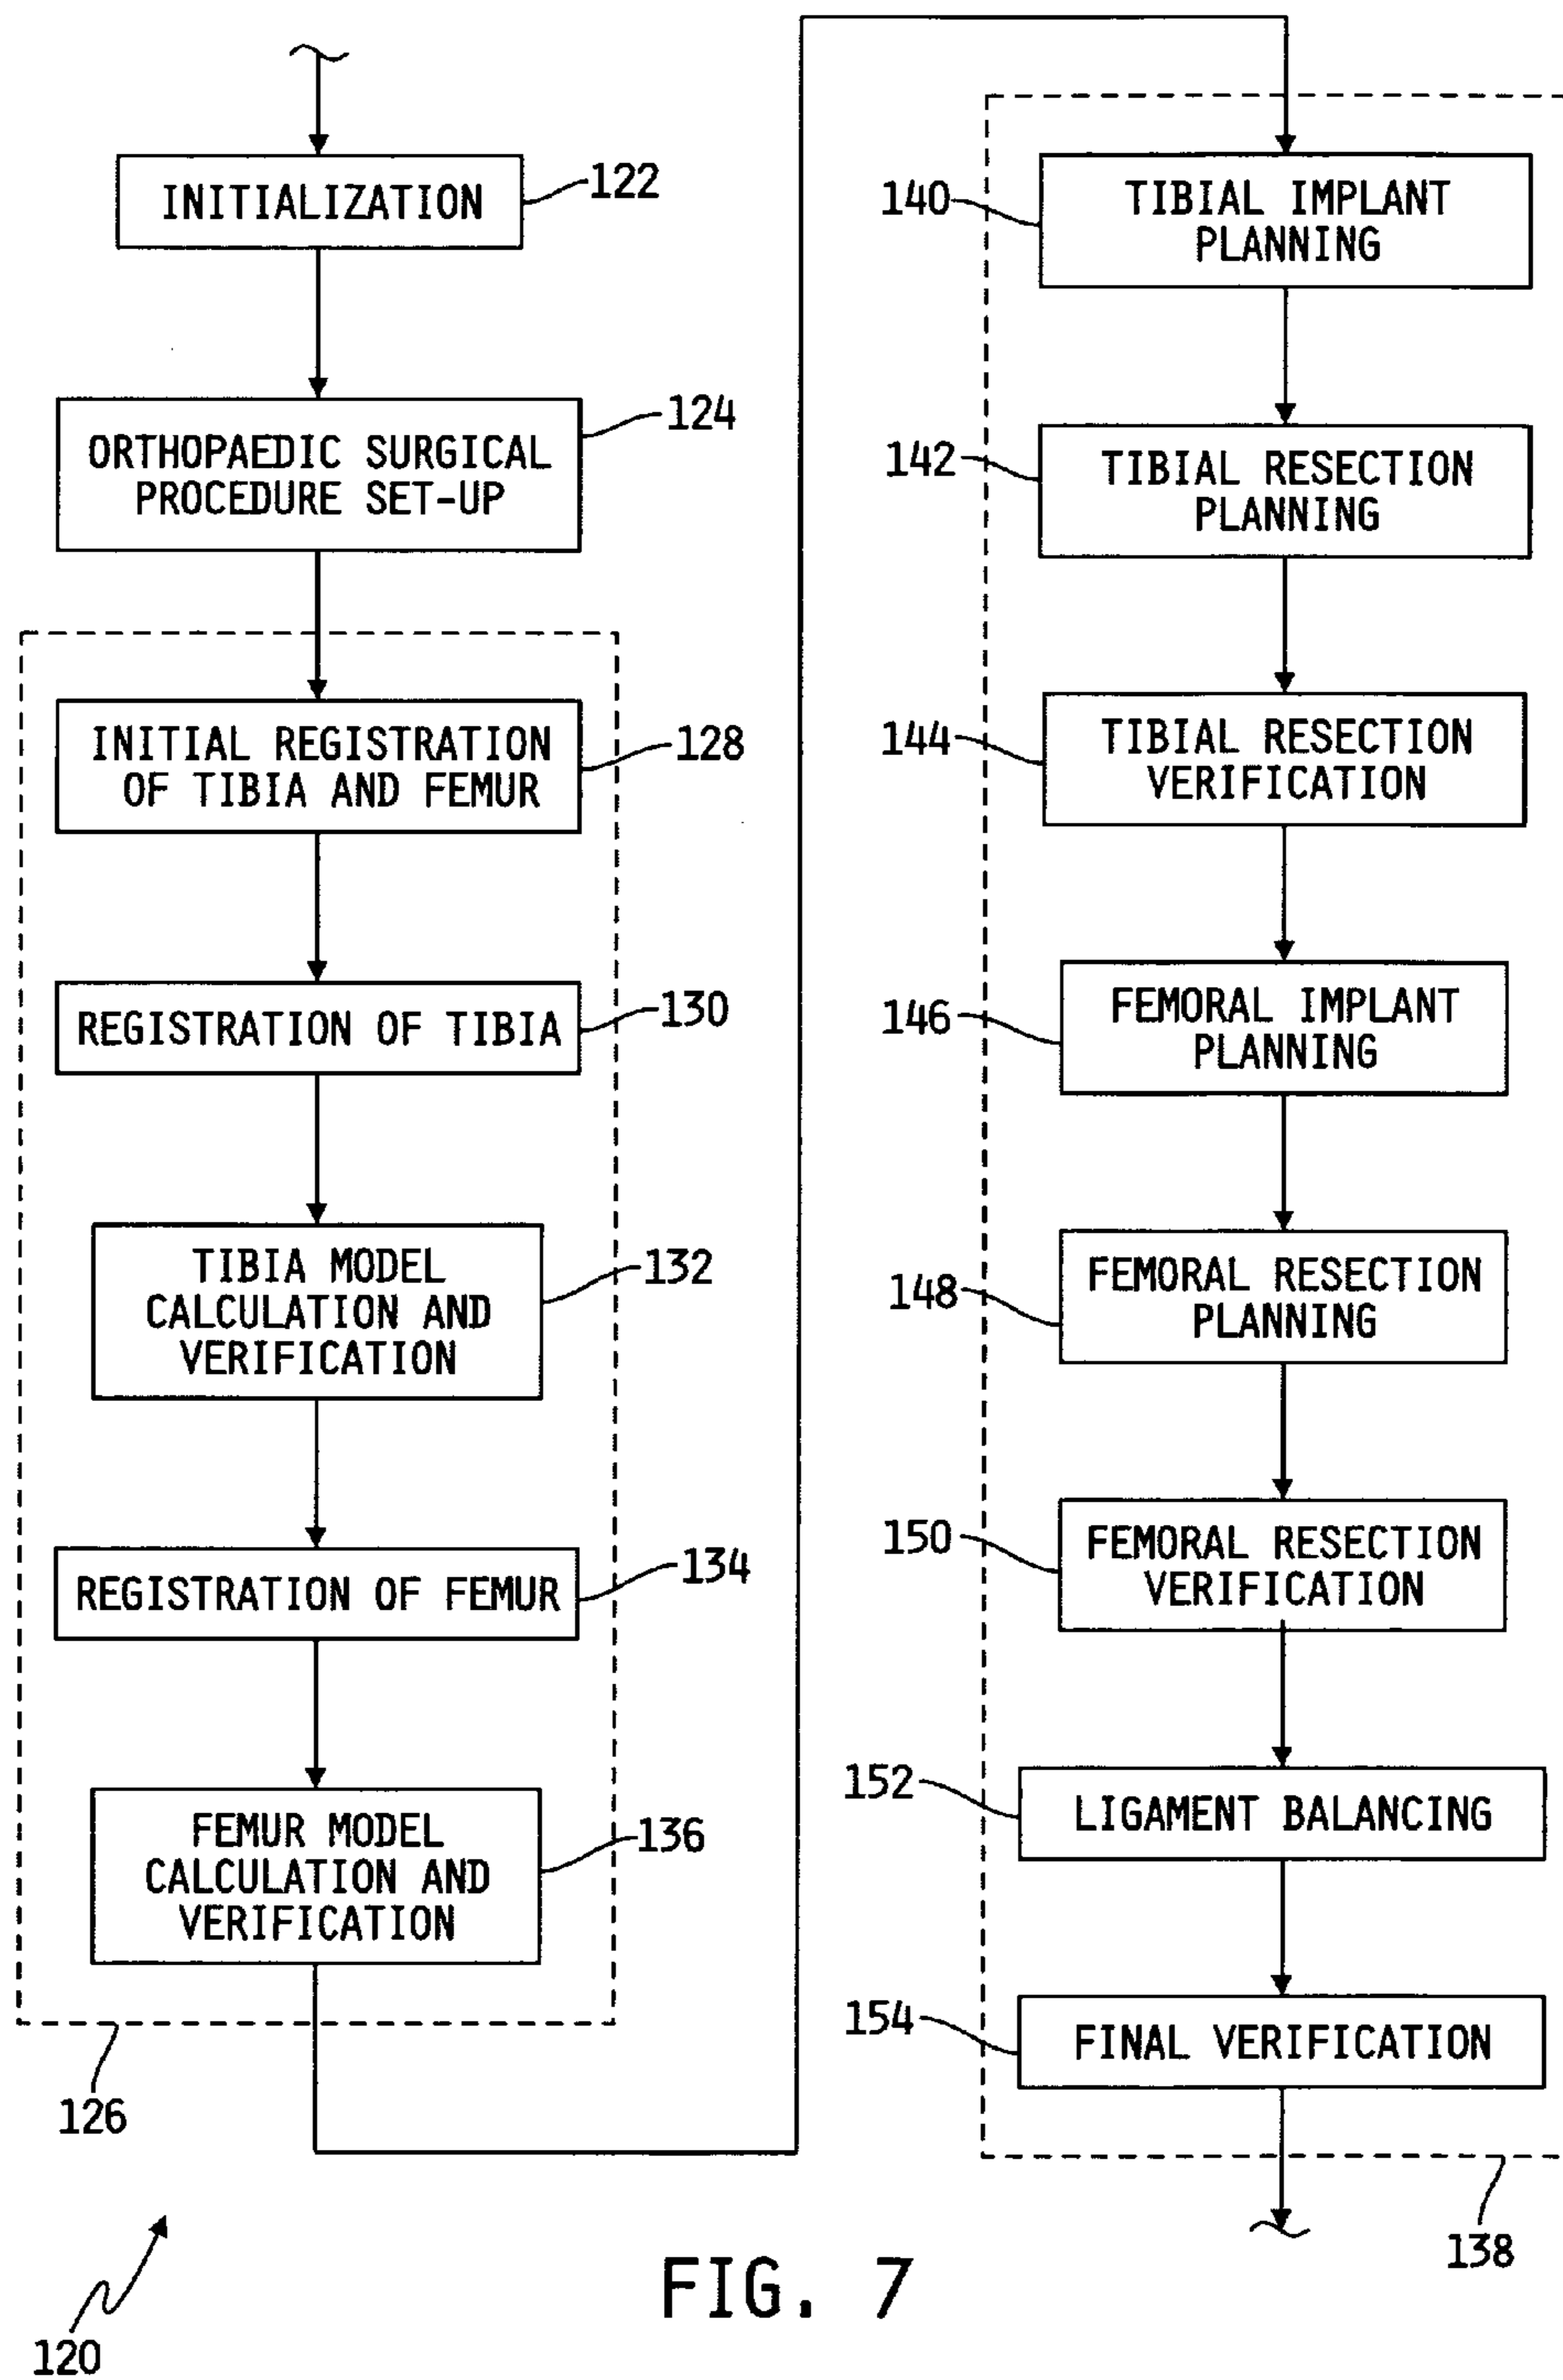 INITIALIZATION
122
ORTHOPAEDIC SURGICAL
PROCEDURE SET-UP
124
INITIAL REGISTRATION
OF TIBIA AND FEMUR
128
REGISTRATION OF TIBIA
130
TIBIA MODEL
CALCULATION AND
VERIFICATION
132
REGISTRATION OF FEMUR
134
FEMUR MODEL
CALCULATION AND
VERIFICATION
136
126
140
TIBIAL IMPLANT
PLANNING
142
TIBIAL RESECTION
PLANNING
144
TIBIAL RESECTION
VERIFICATION
146
FEMORAL IMPLANT
PLANNING
148
FEMORAL RESECTION
PLANNING
150
FEMORAL RESECTION
VERIFICATION
152
LIGAMENT BALANCING
154
FINAL VERIFICATION
138
120
FIG. 7